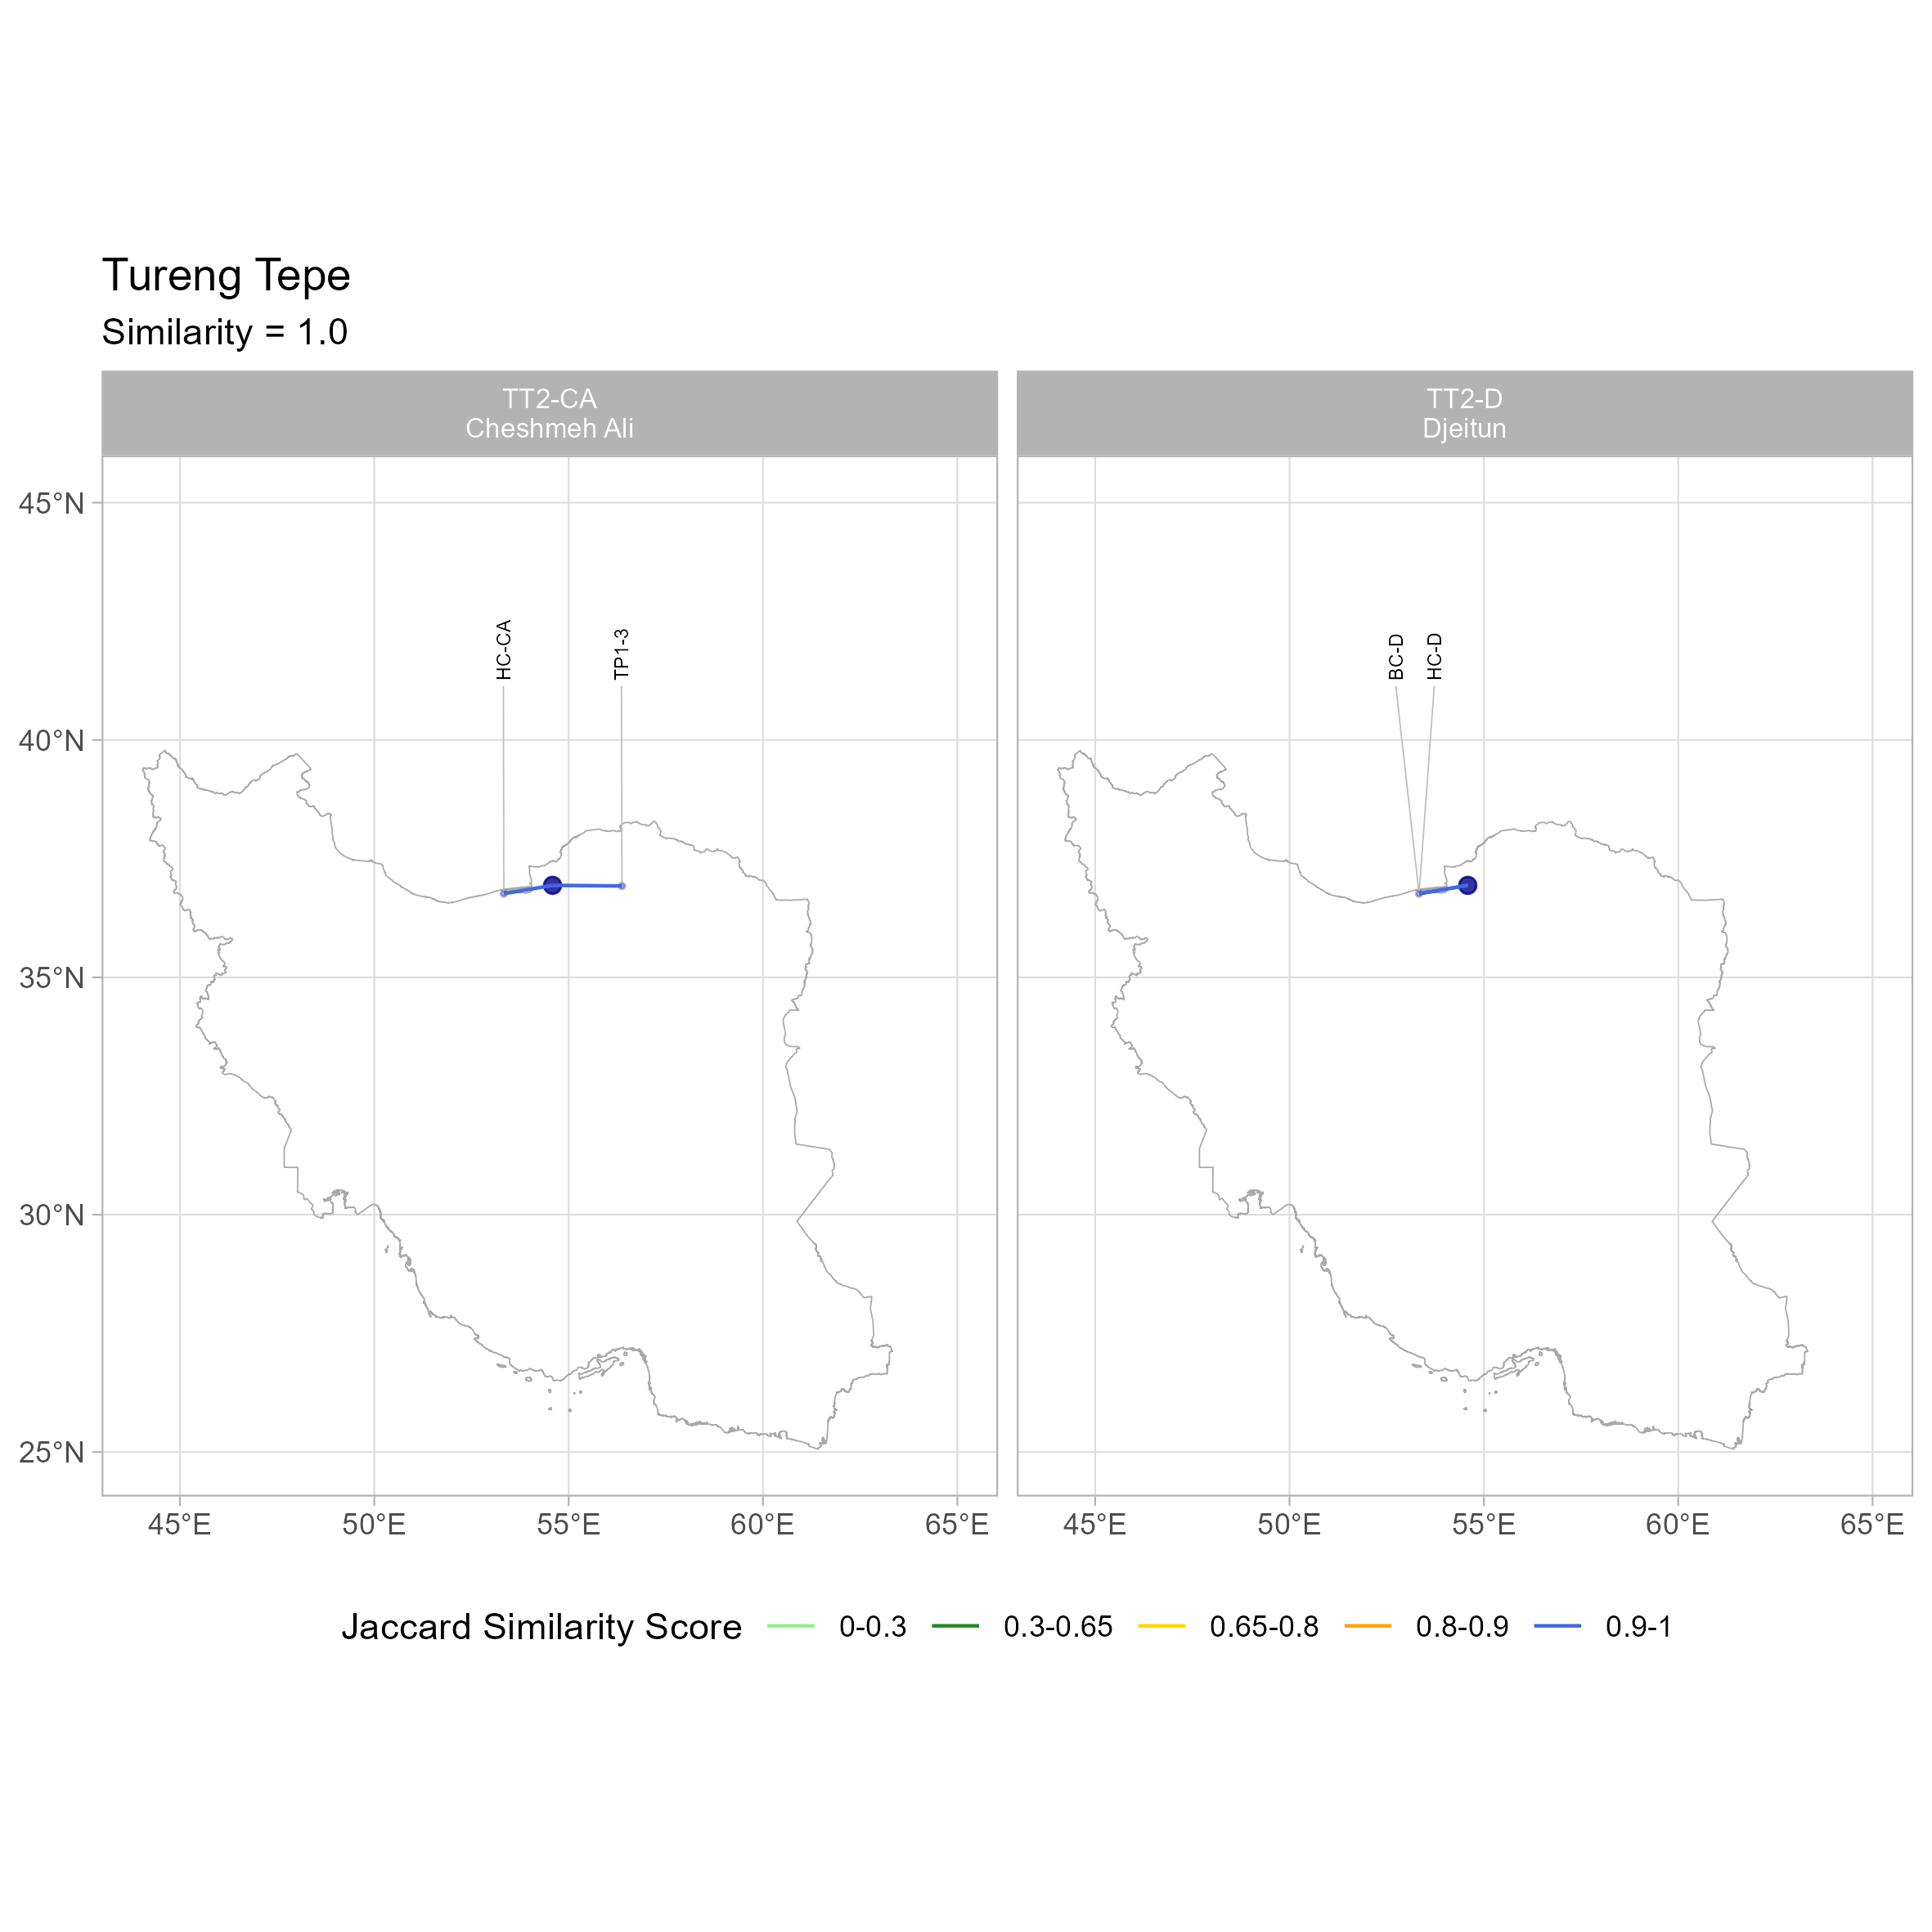 Tureng Tepe
Similarity = 1.0
TT2-CA
Cheshmeh Ali
TT2-D
Djeitun
HC-CA
TP1-3
BC-D
HC-D
45°N
40°N
35°N
30°N
25°N
45°E 50°E 55°E 60°E 65°E
45°E 50°E 55°E 60°E 65°E
Jaccard Similarity Score 0-0.3 0.3-0.65 0.65-0.8 0.8-0.9 0.9-1